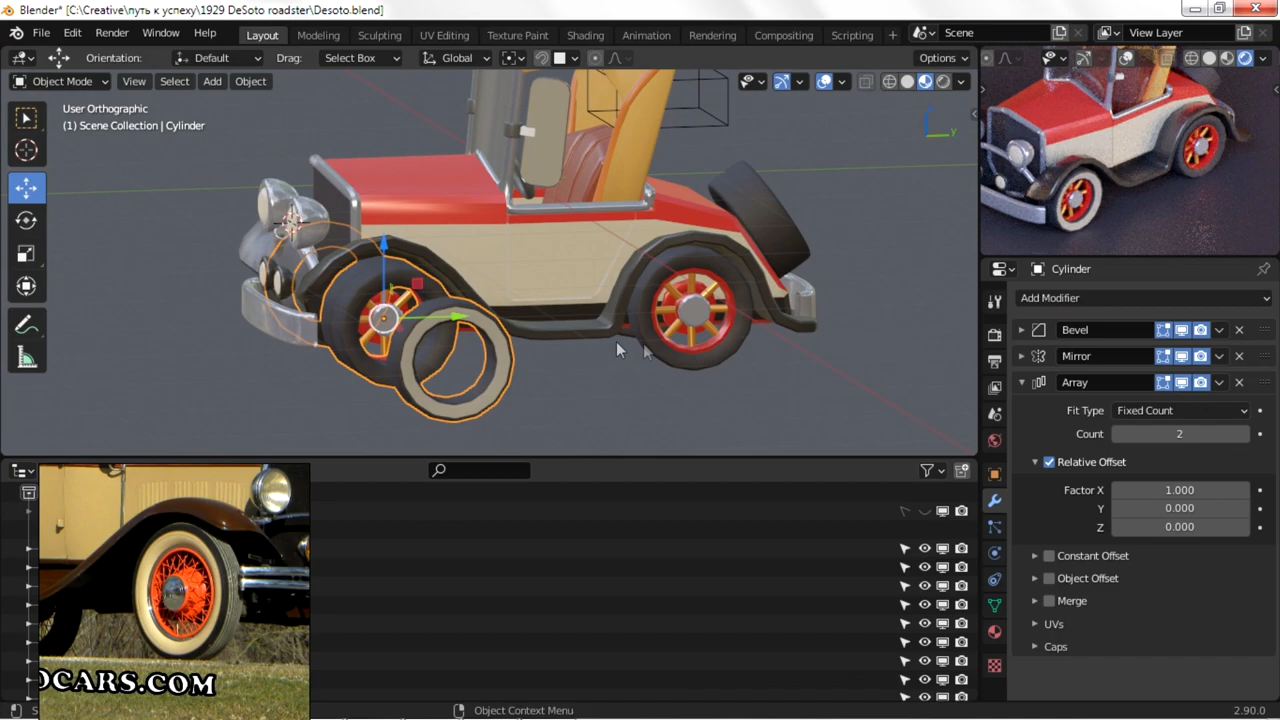 Blender* [C:\Creative\путь к успеху\1929 DeSoto roadster\Desoto.blend]
File Edit Render Window Help Layout Modeling Sculpting UV Editing Texture Paint Shading Animation Rendering Compositing Scripting + Scene View Layer
Orientation: Default Drag: Select Box Global Options
Object Mode View Select Add Object
User Orthographic
(1) Scene Collection | Cylinder
y
Cylinder
Add Modifier
Bevel
Mirror
Array
Fit Type Fixed Count
Count 2
Relative Offset
Factor X 1.000
Y 0.000
Z 0.000
Constant Offset
Object Offset
Merge
UVs
Caps
OCARS.COM
S
Object Context Menu
2.90.0